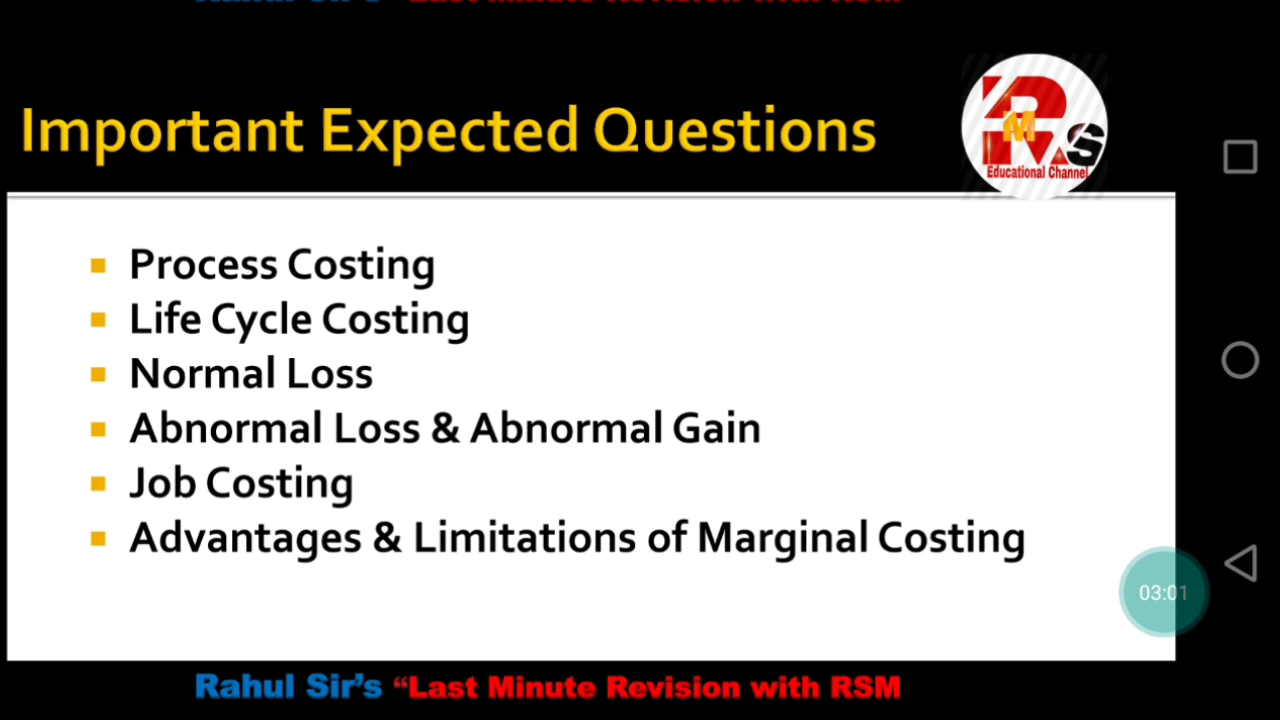 Important Expected Questions
RMS
Educational Channel
Process Costing
Life Cycle Costing
Normal Loss
Abnormal Loss & Abnormal Gain
Job Costing
Advantages & Limitations of Marginal Costing
03:01
Rahul Sir's “Last Minute Revision with RSM